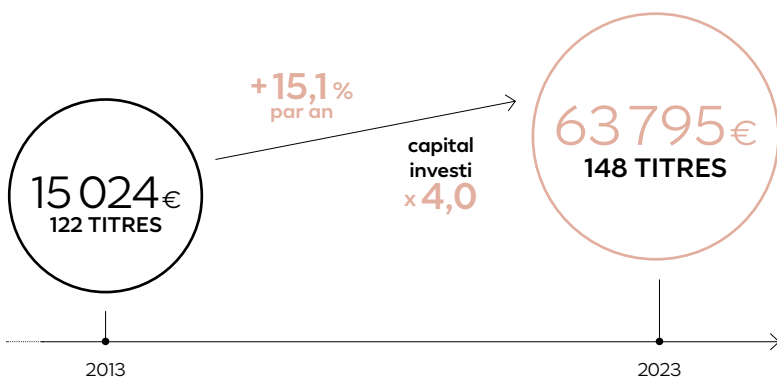 +15,1 %
par an
63 795 €
148 TITRES
capital
investi
x 4,0
15 024 €
122 TITRES
2013
2023